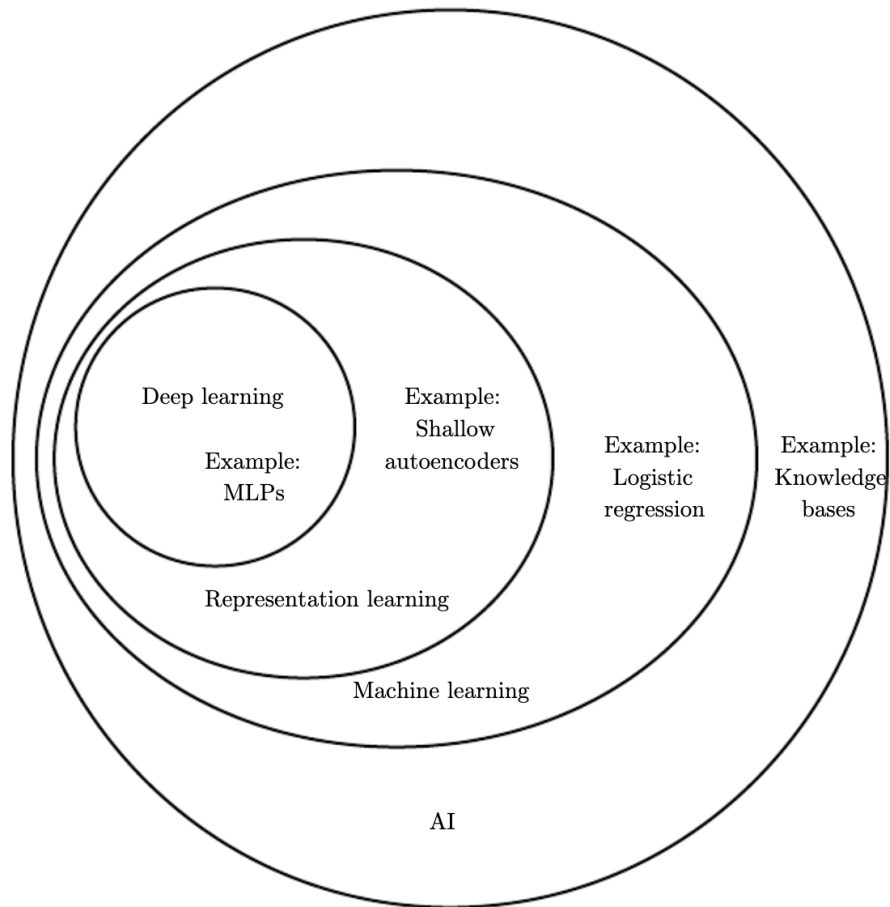 Deep learning
Example:
MLPs
Example:
Shallow
autoencoders
Example:
Logistic
regression
Example:
Knowledge
bases
Representation learning
Machine learning
AI